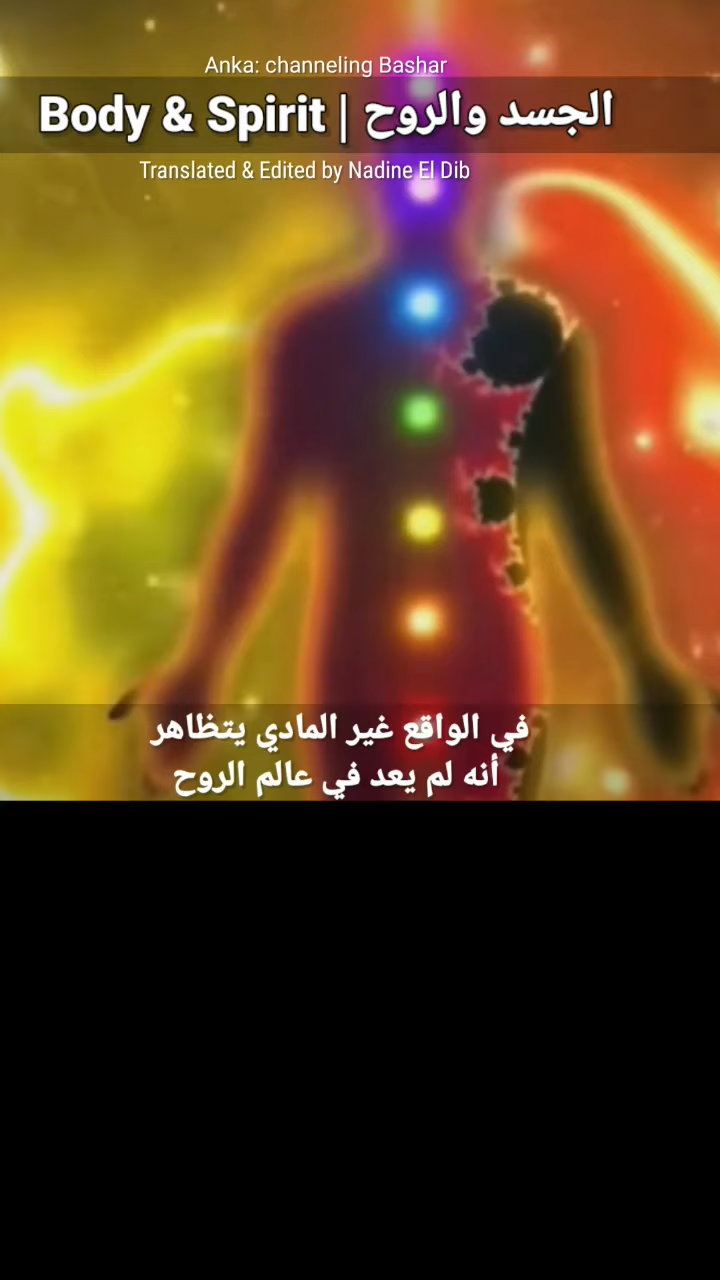 Anka: channeling Bashar
Body & Spirit | الجسد والروح
Translated & Edited by Nadine El Dib
في الواقع غير المادي يتظاهر
أنه لم يعد في عالم الروح